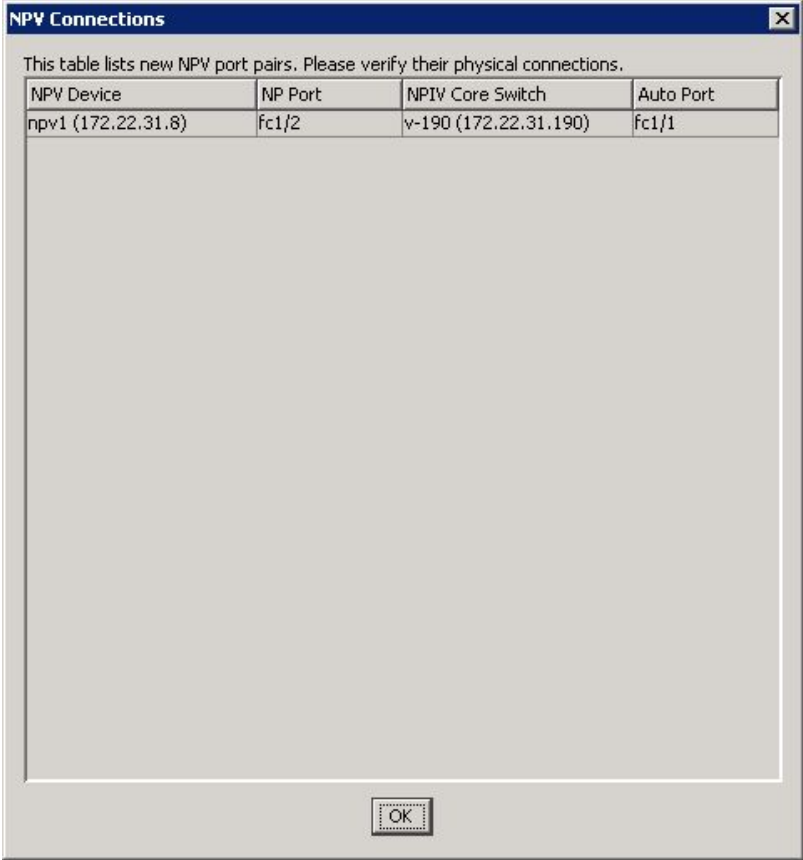 NPV Connections
This table lists new NPV port pairs. Please verify their physical connections.
NPV Device NP Port NPIV Core Switch Auto Port
npv1 (172.22.31.8) fc1/2 v-190 (172.22.31.190) fc1/1
OK